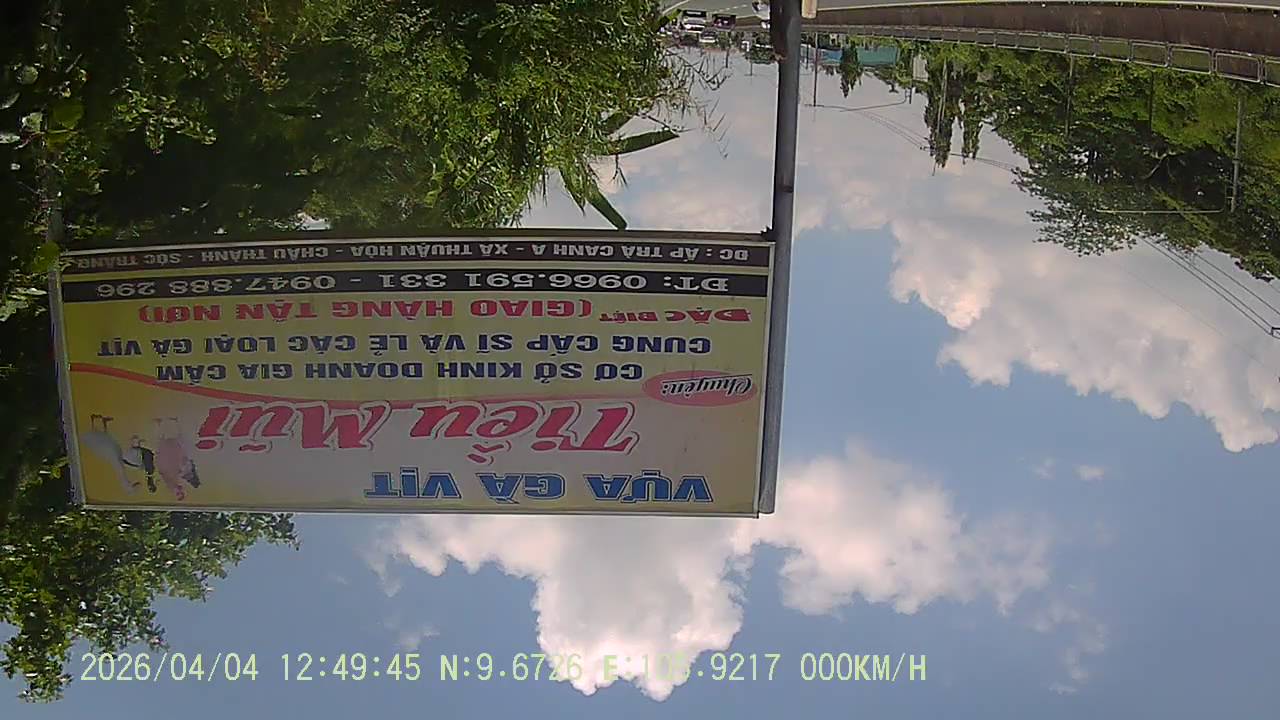 VỰA GÀ VỊT
Tiểu Mũi
Chuyên:
CƠ SỞ KINH DOANH GIA CẦM
CUNG CẤP SĨ VÀ LẺ CÁC LOẠI GÀ VỊT
ĐẶC BIỆT (GIAO HÀNG TẬN NƠI)
ĐT: 0966.591 331 - 0947.888 296
ĐC : ẤP TRÀ CANH A - XÃ THUẬN HÒA - CHÂU THÀNH - SÓC TRĂNG
2026/04/04 12:49:45 N:9.6726 E:105.9217 000KM/H